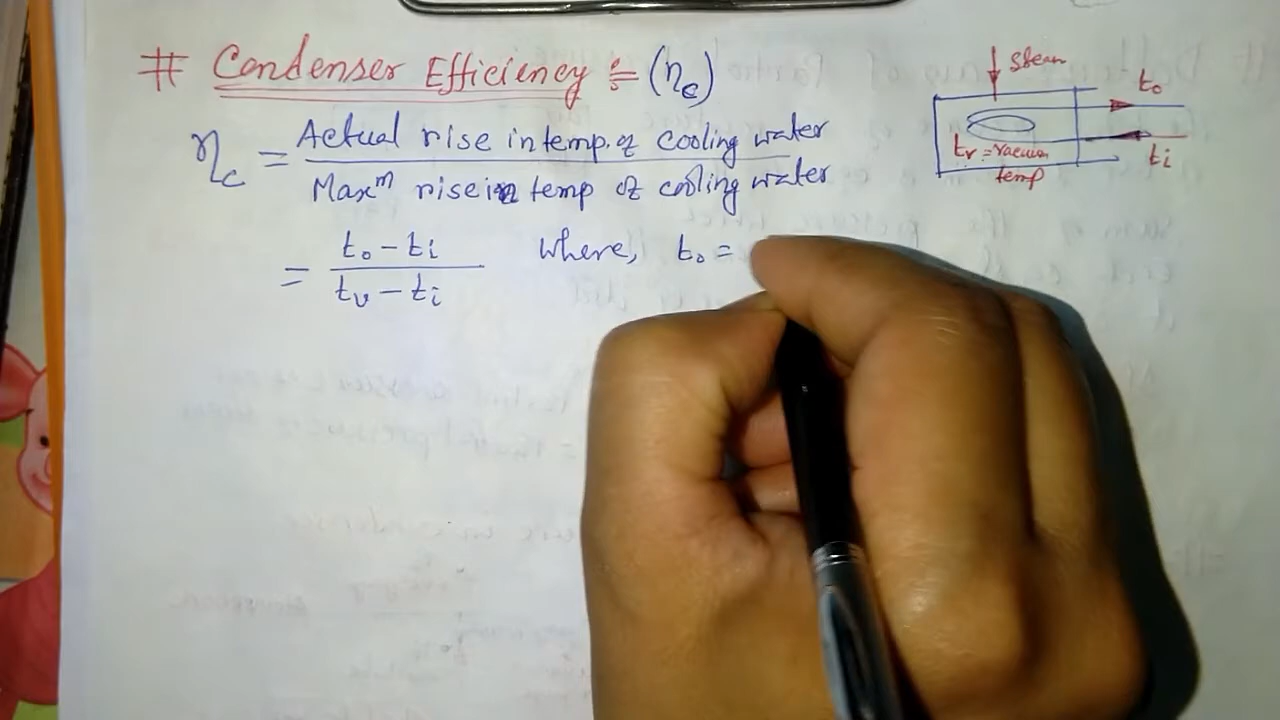 # Condenser Efficiency :- (ηc)
ηc = Actual rise in temp. of cooling water
Maxᵐ rise in temp of cooling water
= to - ti
tv - ti
where, to =
steam
to
ti
tv = vacuum
temp